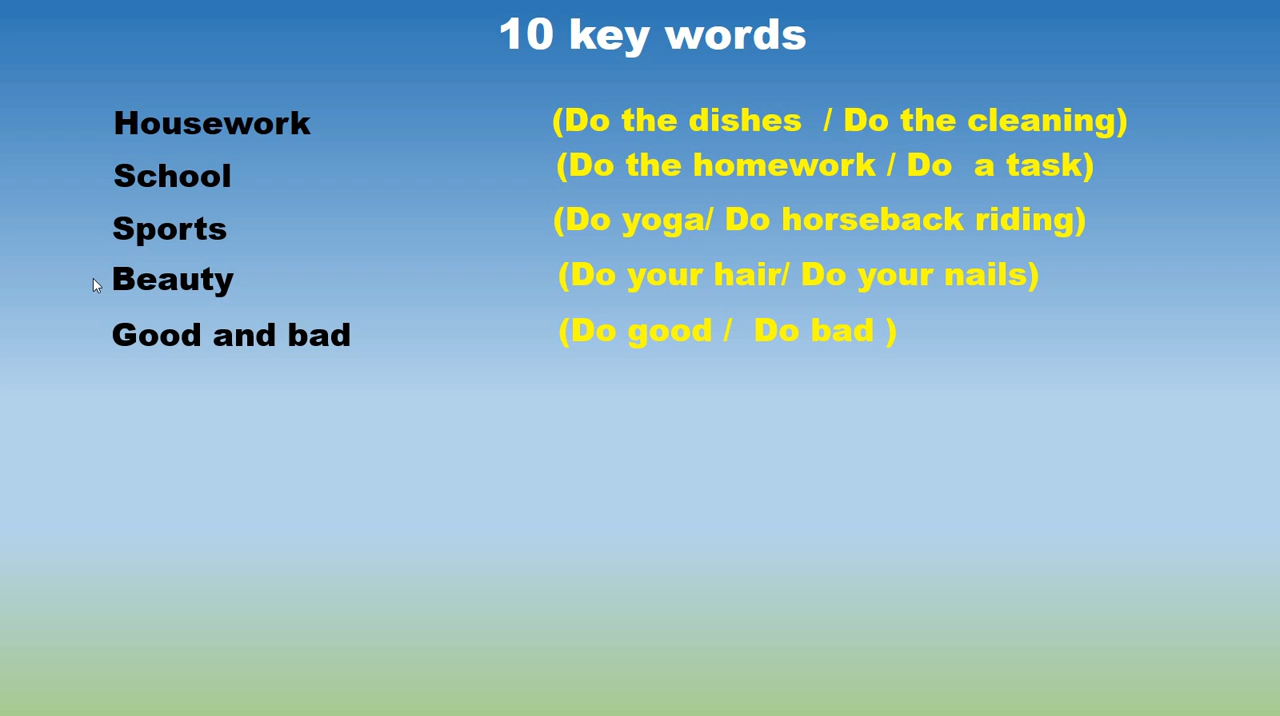 10 key words
Housework (Do the dishes / Do the cleaning)
School (Do the homework / Do a task)
Sports (Do yoga/ Do horseback riding)
Beauty (Do your hair/ Do your nails)
Good and bad (Do good / Do bad )